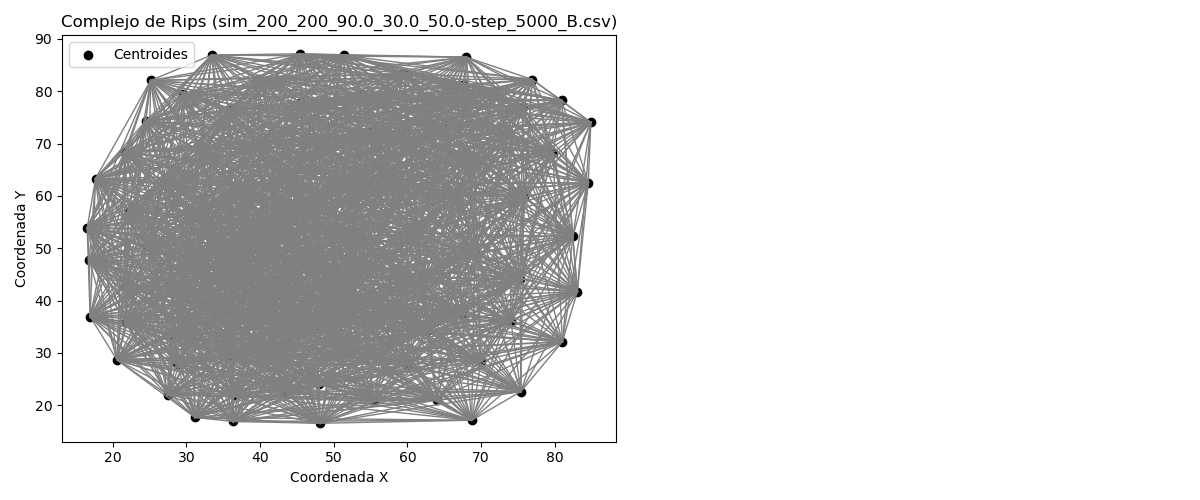 Complejo de Rips (sim_200_200_90.0_30.0_50.0-step_5000_B.csv)
Centroides
90
80
70
60
50
40
30
20
Coordenada Y
20 30 40 50 60 70 80
Coordenada X